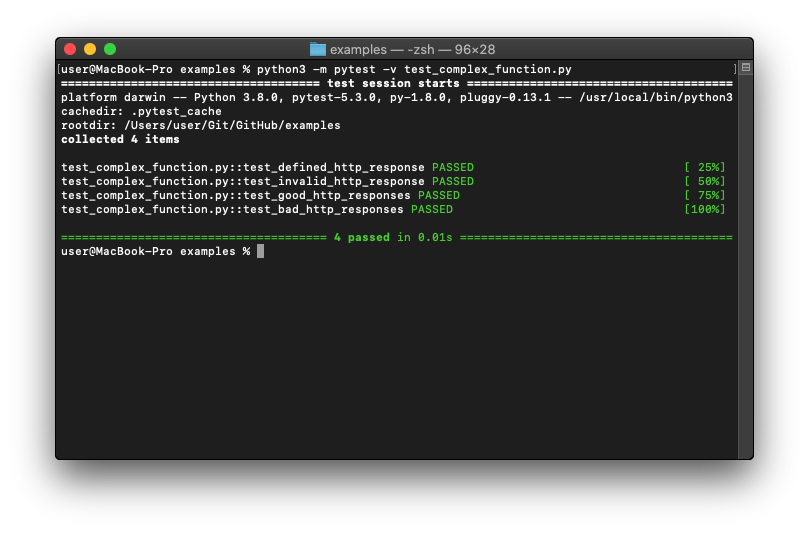 examples — -zsh — 96×28
[user@MacBook-Pro examples % python3 -m pytest -v test_complex_function.py ]
===================================== test session starts ======================================
platform darwin -- Python 3.8.0, pytest-5.3.0, py-1.8.0, pluggy-0.13.1 -- /usr/local/bin/python3
cachedir: .pytest_cache
rootdir: /Users/user/Git/GitHub/examples
collected 4 items
test_complex_function.py::test_defined_http_response PASSED [ 25%]
test_complex_function.py::test_invalid_http_response PASSED [ 50%]
test_complex_function.py::test_good_http_responses PASSED [ 75%]
test_complex_function.py::test_bad_http_responses PASSED [100%]
====================================== 4 passed in 0.01s =======================================
user@MacBook-Pro examples %